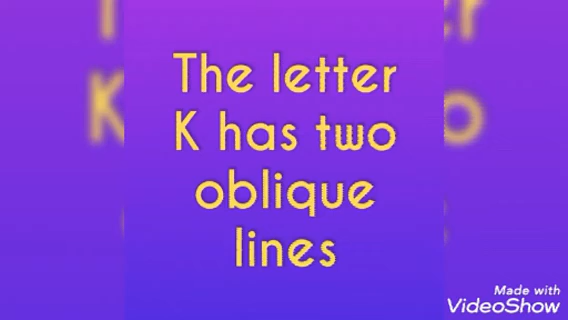 The letter
K has two
oblique
lines
Made with
VideoShow